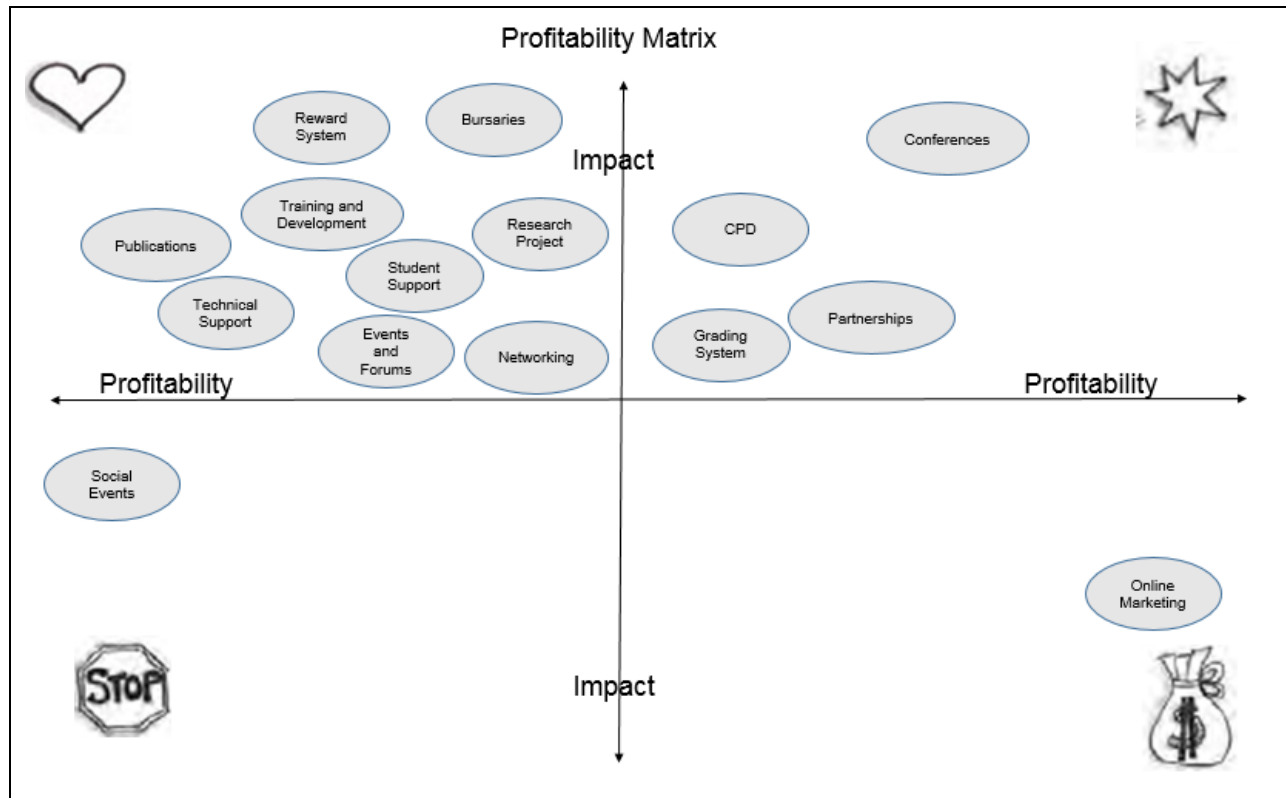 Profitability Matrix
Reward
System
Bursaries
Conferences
Impact
Training and
Development
Research
Project
CPD
Publications
Student
Support
Technical
Support
Partnerships
Events
and
Forums
Networking
Grading
System
Profitability
Profitability
Social
Events
Online
Marketing
STOP
Impact
$